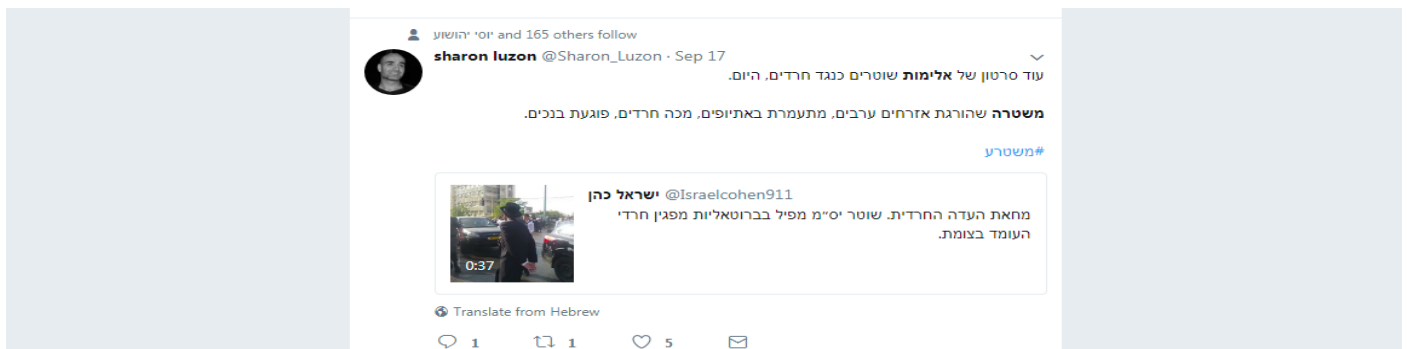 יוסי יהושוע and 165 others follow
sharon luzon @Sharon_Luzon · Sep 17
עוד סרטון של אלימות שוטרים כנגד חרדים, היום.
משטרה שהורגת אזרחים ערבים, מתעמרת באתיופים, מכה חרדים, פוגעת בנכים.
#משטרע
ישראל כהן @Israelcohen911
מחאת העדה החרדית. שוטר יס״מ מפיל בברוטאליות מפגין חרדי
העומד בצומת.
0:37
Translate from Hebrew
1 1 5